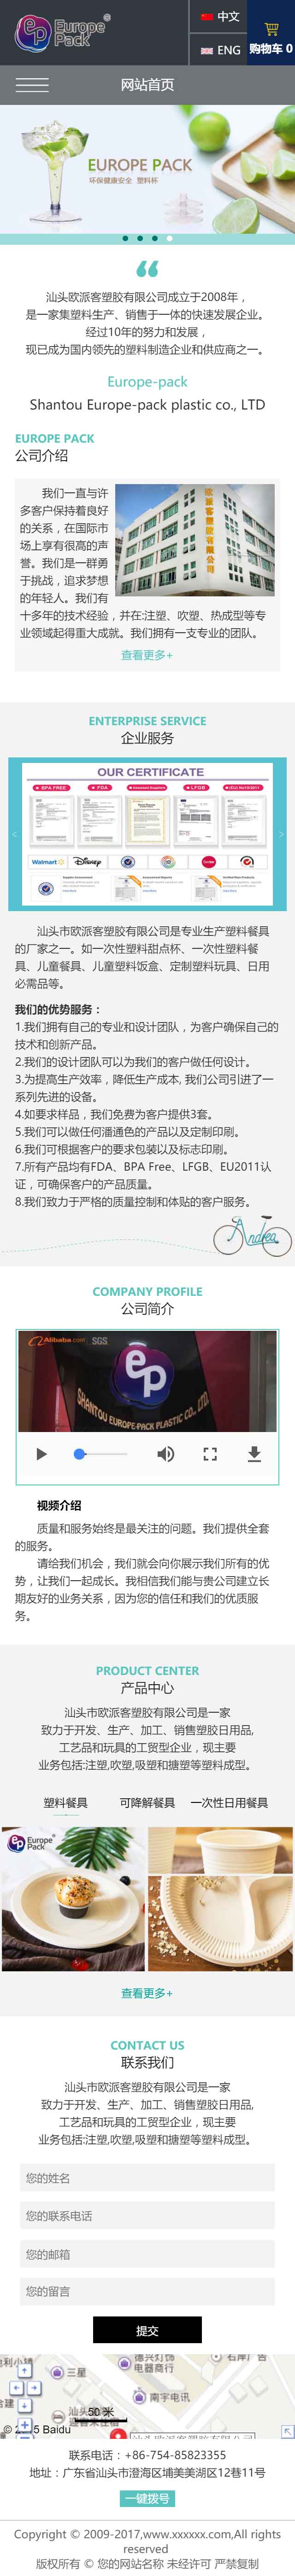 Europe
Pack
®
中文
ENG
购物车 0
网站首页
EUROPE PACK
环保健康安全 塑料杯
汕头欧派客塑胶有限公司成立于2008年，
是一家集塑料生产、销售于一体的快速发展企业。
经过10年的努力和发展，
现已成为国内领先的塑料制造企业和供应商之一。
Europe-pack
Shantou Europe-pack plastic co., LTD
EUROPE PACK
公司介绍
我们一直与许
多客户保持着良好
的关系，在国际市
场上享有很高的声
誉。我们是一群勇
于挑战，追求梦想
的年轻人。我们有
十多年的技术经验，并在:注塑、吹塑、热成型等专
业领域起得重大成就。我们拥有一支专业的团队。
欧派客塑胶有限公司
查看更多+
ENTERPRISE SERVICE
企业服务
OUR CERTIFICATE
BPA FREE
FDA
LFGB
Walmart
Disney
汕头市欧派客塑胶有限公司是专业生产塑料餐具
的厂家之一。如一次性塑料甜点杯、一次性塑料餐
具、儿童餐具、儿童塑料饭盒、定制塑料玩具、日用
必需品等。
我们的优势服务：
1.我们拥有自己的专业和设计团队，为客户确保自己的
技术和创新产品。
2.我们的设计团队可以为我们的客户做任何设计。
3.为提高生产效率，降低生产成本, 我们公司引进了一
系列先进的设备。
4.如要求样品，我们免费为客户提供3套。
5.我们可以做任何潘通色的产品以及定制印刷。
6.我们可根据客户的要求包装以及标志印刷。
7.所有产品均有FDA、BPA Free、LFGB、EU2011认
证，可确保客户的产品质量。
8.我们致力于严格的质量控制和体贴的客户服务。
Andrea
COMPANY PROFILE
公司简介
Alibaba.com
SGS
ep
SHANTOU EUROPE-PACK PLASTIC CO., LTD.
视频介绍
质量和服务始终是最关注的问题。我们提供全套
的服务。
请给我们机会，我们就会向你展示我们所有的优
势，让我们一起成长。我相信我们能与贵公司建立长
期友好的业务关系，因为您的信任和我们的优质服
务。
PRODUCT CENTER
产品中心
汕头市欧派客塑胶有限公司是一家
致力于开发、生产、加工、销售塑胶日用品,
工艺品和玩具的工贸型企业，现主要
业务包括:注塑,吹塑,吸塑和搪塑等塑料成型。
塑料餐具 可降解餐具 一次性日用餐具
Europe
Pack
查看更多+
CONTACT US
联系我们
汕头市欧派客塑胶有限公司是一家
致力于开发、生产、加工、销售塑胶日用品,
工艺品和玩具的工贸型企业，现主要
业务包括:注塑,吹塑,吸塑和搪塑等塑料成型。
您的姓名
您的联系电话
您的邮箱
您的留言
提交
三星
电器商行
南宇电讯
50 米
Baidu
联系电话：+86-754-85823355
地址：广东省汕头市澄海区埔美美湖区12巷11号
一键拨号
Copyright © 2009-2017,www.xxxxxx.com,All rights
reserved
版权所有 © 您的网站名称 未经许可 严禁复制